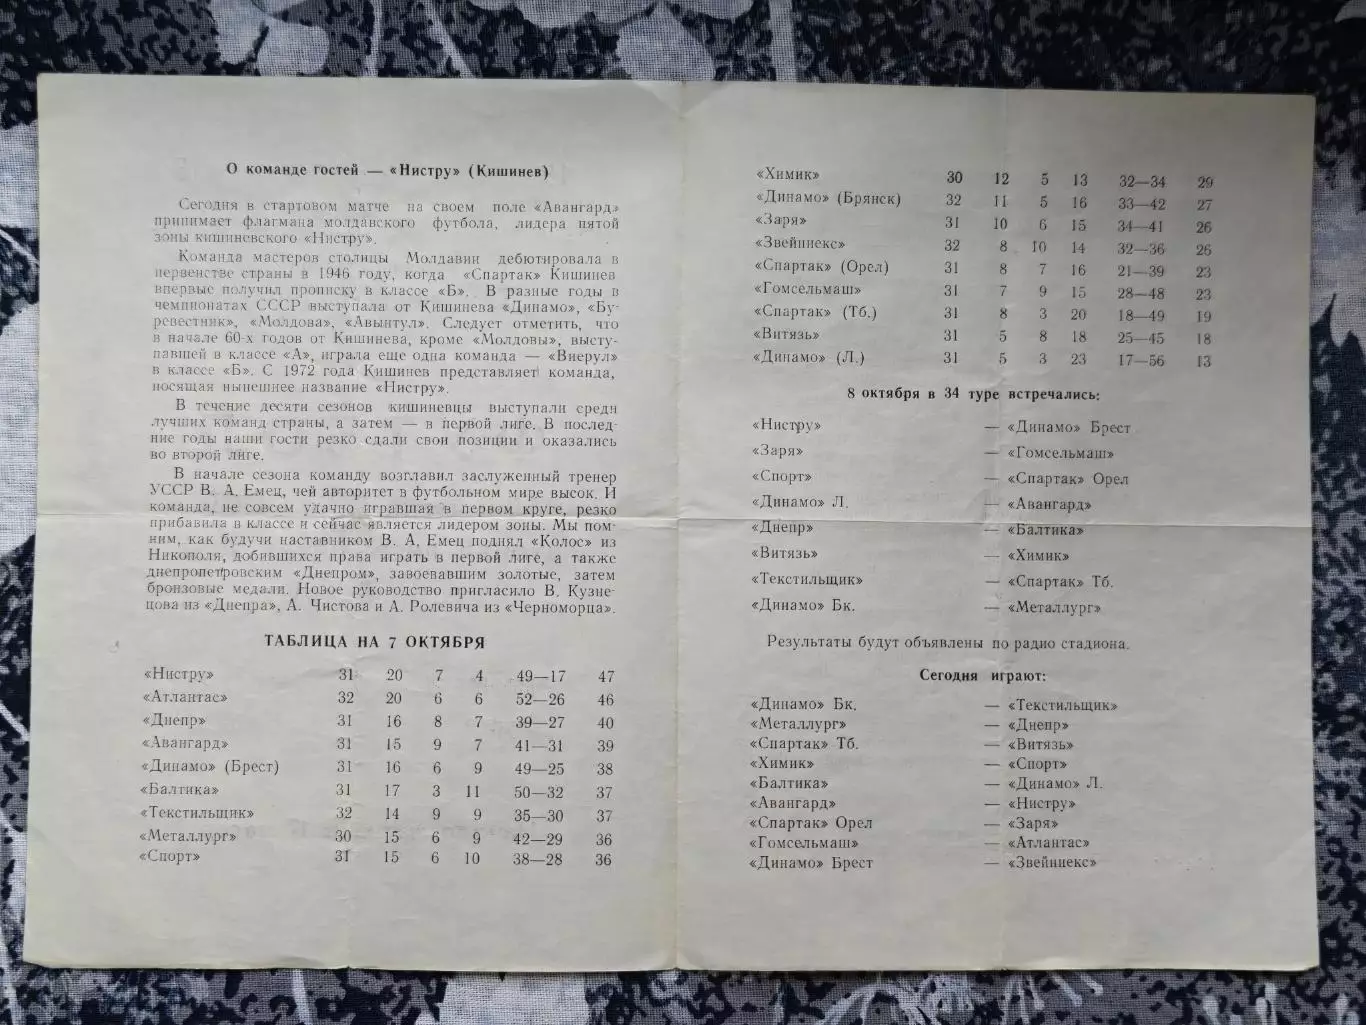 О команде гостей — «Нистру» (Кишинев)
Сегодня в стартовом матче на своем поле «Авангард»
принимает флагмана молдавского футбола, лидера пятой
зоны кишиневского «Нистру».
Команда мастеров столицы Молдавии дебютировала в
первенстве страны в 1946 году, когда «Спартак» Кишинев
впервые получил прописку в классе «Б». В разные годы в
чемпионатах СССР выступала от Кишинева «Динамо», «Бу-
ревестник», «Молдова», «Авынтул». Следует отметить, что
в начале 60-х годов от Кишинева, кроме «Молдовы», высту-
павшей в классе «А», играла еще одна команда — «Виерул»
в классе «Б». С 1972 года Кишинев представляет команда,
носящая нынешнее название «Нистру».
В течение десяти сезонов кишиневцы выступали среди
лучших команд страны, а затем — в первой лиге. В послед-
ние годы наши гости резко сдали свои позиции и оказались
во второй лиге.
В начале сезона команду возглавил заслуженный тренер
УССР В. А. Емец, чей авторитет в футбольном мире высок. И
команда, не совсем удачно игравшая в первом круге, резко
прибавила в классе и сейчас является лидером зоны. Мы пом-
ним, как будучи наставником В. А. Емец поднял «Колос» из
Никополя, добившихся права играть в первой лиге, а также
днепропетровским «Днепром», завоевавшим золотые, затем
бронзовые медали. Новое руководство пригласило В. Кузне-
цова из «Днепра», А. Чистова и А. Ролевича из «Черноморца».
ТАБЛИЦА НА 7 ОКТЯБРЯ
«Нистру» 31 20 7 4 49—17 47
«Атлантас» 32 20 6 6 52—26 46
«Днепр» 31 16 8 7 39—27 40
«Авангард» 31 15 9 7 41—31 39
«Динамо» (Брест) 31 16 6 9 49—25 38
«Балтика» 31 17 3 11 50—32 37
«Текстильщик» 32 14 9 9 35—30 37
«Металлург» 30 15 6 9 42—29 36
«Спорт» 31 15 6 10 38—28 36
«Химик» 30 12 5 13 32—34 29
«Динамо» (Брянск) 32 11 5 16 33—42 27
«Заря» 31 10 6 15 34—41 26
«Звейниекс» 32 8 10 14 32—36 26
«Спартак» (Орел) 31 8 7 16 21—39 23
«Гомсельмаш» 31 7 9 15 28—48 23
«Спартак» (Тб.) 31 8 3 20 18—49 19
«Витязь» 31 5 8 18 25—45 18
«Динамо» (Л.) 31 5 3 23 17—56 13
8 октября в 34 туре встречались:
«Нистру» — «Динамо» Брест
«Заря» — «Гомсельмаш»
«Спорт» — «Спартак» Орел
«Динамо» Л. — «Авангард»
«Днепр» — «Балтика»
«Витязь» — «Химик»
«Текстильщик» — «Спартак» Тб.
«Динамо» Бк. — «Металлург»
Результаты будут объявлены по радио стадиона.
Сегодня играют:
«Динамо» Бк. — «Текстильщик»
«Металлург» — «Днепр»
«Спартак» Тб. — «Витязь»
«Химик» — «Спорт»
«Балтика» — «Динамо» Л.
«Авангард» — «Нистру»
«Спартак» Орел — «Заря»
«Гомсельмаш» — «Атлантас»
«Динамо» Брест — «Звейниекс»